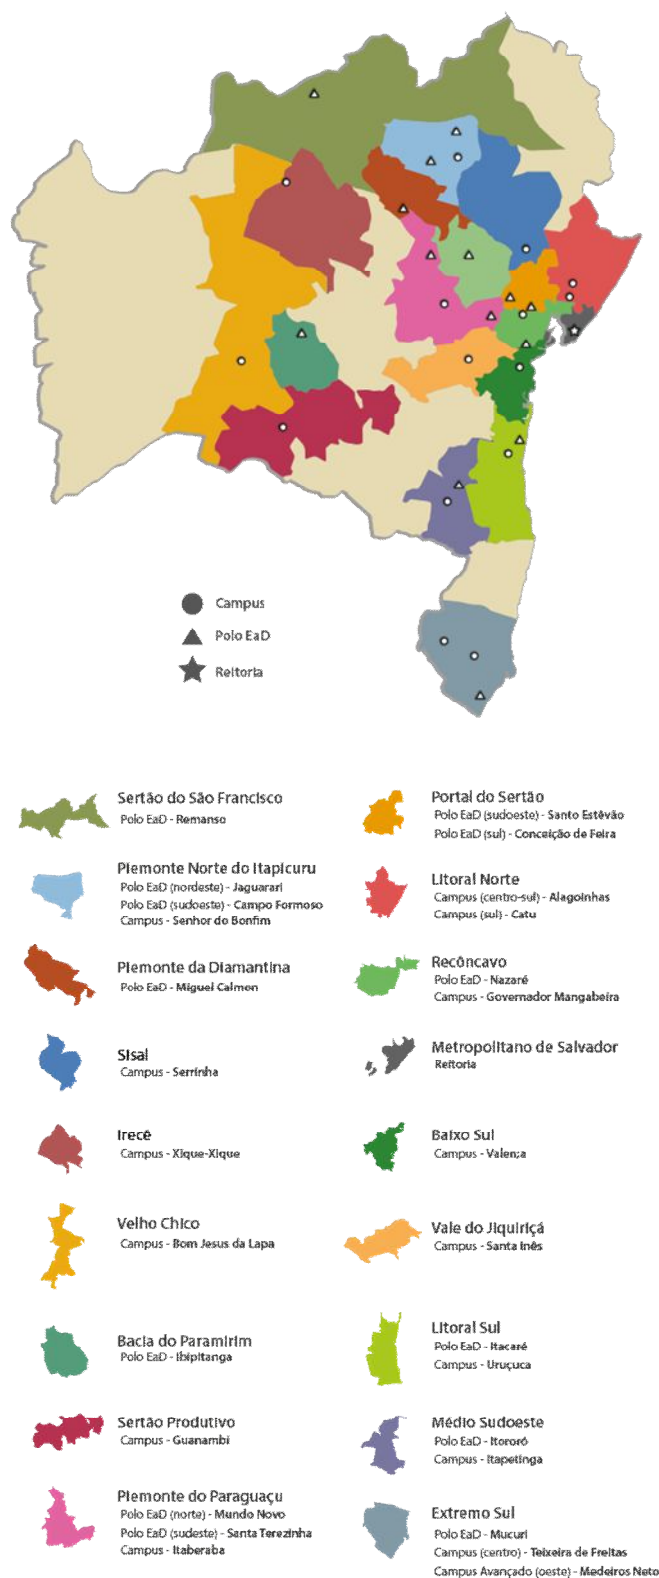 Campus
Polo EaD
Reitoria
Sertão do São Francisco
Polo EaD - Remanso
Piemonte Norte do Itapicuru
Polo EaD (nordeste) - Jaguarari
Polo EaD (sudoeste) - Campo Formoso
Campus - Senhor do Bonfim
Piemonte da Diamantina
Polo EaD - Miguel Calmon
Sisal
Campus - Serrinha
Irecê
Campus - Xique-Xique
Velho Chico
Campus - Bom Jesus da Lapa
Bacia do Paramirim
Polo EaD - Ibipitanga
Sertão Produtivo
Campus - Guanambi
Piemonte do Paraguaçu
Polo EaD (norte) - Mundo Novo
Polo EaD (sudeste) - Santa Terezinha
Campus - Itaberaba
Portal do Sertão
Polo EaD (sudoeste) - Santo Estêvão
Polo EaD (sul) - Conceição de Feira
Litoral Norte
Campus (centro-sul) - Alagoinhas
Campus (sul) - Catu
Recôncavo
Polo EaD - Nazaré
Campus - Governador Mangabeira
Metropolitano de Salvador
Reitoria
Baixo Sul
Campus - Valen;a
Vale do Jiquiriçá
Campus - Santa Inês
Litoral Sul
Polo EaD - Itacaré
Campus - Uruçuca
Médio Sudoeste
Polo EaD - Itororó
Campus - Itapetinga
Extremo Sul
Polo EaD - Mucuri
Campus (centro) - Teixeira de Freitas
Campus Avançado (oeste) - Medeiros Neto